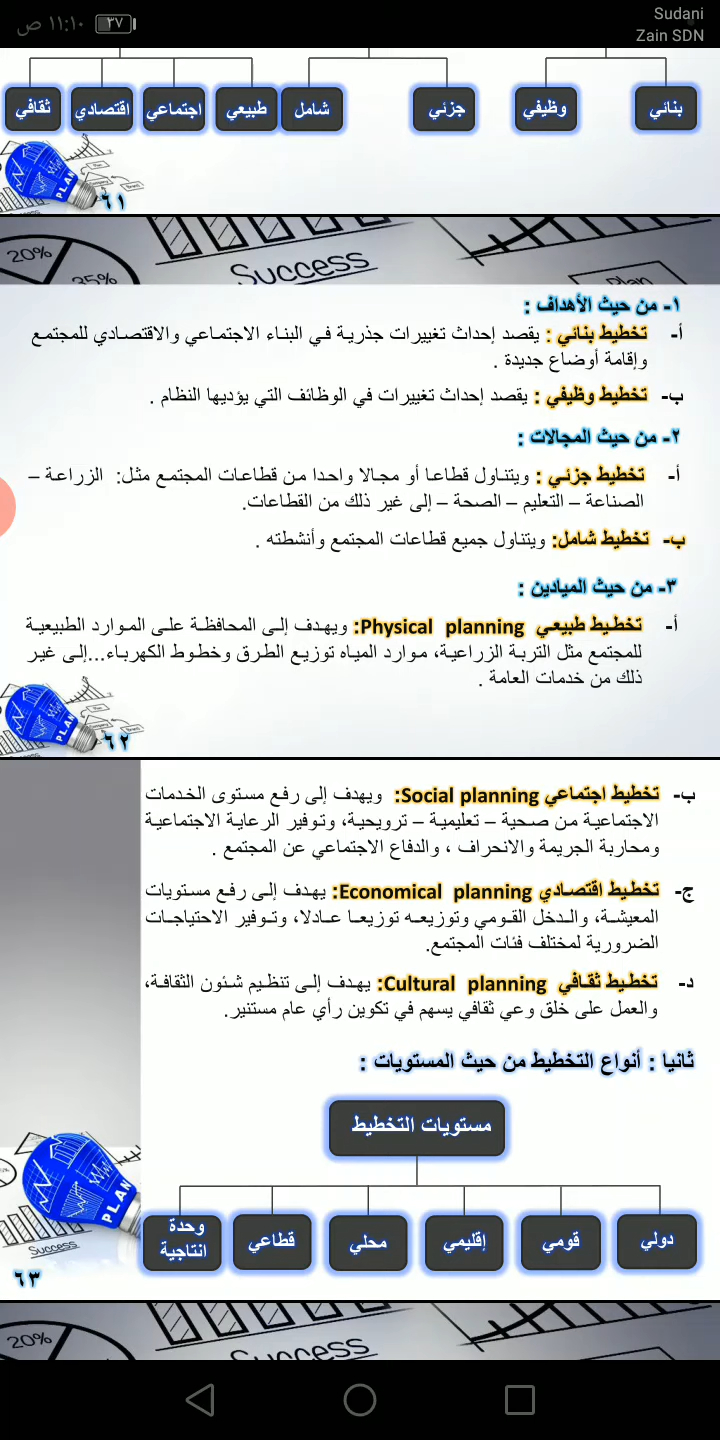 Sudani
Zain SDN
٣٧
١١:١٠ ص
بنائي
وظيفي
جزئي
شامل
طبيعي
اجتماعي
اقتصادي
ثقافي
PLAN
٦١
20%
35%
Success
Plan
١- من حيث الأهداف :
أ- تخطيط بنائي : يقصد إحداث تغييرات جذرية في البناء الاجتماعي والاقتصادي للمجتمع
وإقامة أوضاع جديدة .
ب- تخطيط وظيفي : يقصد إحداث تغييرات في الوظائف التي يؤديها النظام .
٢- من حيث المجالات :
أ- تخطيط جزئي : ويتناول قطاعا أو مجالا واحدا من قطاعات المجتمع مثل: الزراعة –
الصناعة – التعليم – الصحة – إلى غير ذلك من القطاعات.
ب- تخطيط شامل: ويتناول جميع قطاعات المجتمع وأنشطته .
٣- من حيث الميادين :
أ- تخطيط طبيعي Physical planning: ويهدف إلى المحافظة على الموارد الطبيعية
للمجتمع مثل التربة الزراعية، موارد المياه توزيع الطرق وخطوط الكهرباء...إلى غير
ذلك من خدمات العامة .
PLAN
٦٢
ب- تخطيط اجتماعي Social planning: ويهدف إلى رفع مستوى الخدمات
الاجتماعية من صحية – تعليمية – ترويحية، وتوفير الرعاية الاجتماعية
ومحاربة الجريمة والانحراف ، والدفاع الاجتماعي عن المجتمع .
ج- تخطيط اقتصادي Economical planning: يهدف إلى رفع مستويات
المعيشة، والدخل القومي وتوزيعه توزيعا عادلا، وتوفير الاحتياجات
الضرورية لمختلف فئات المجتمع.
د- تخطيط ثقافي Cultural planning: يهدف إلى تنظيم شئون الثقافة،
والعمل على خلق وعي ثقافي يسهم في تكوين رأي عام مستنير.
ثانيا : أنواع التخطيط من حيث المستويات :
مستويات التخطيط
دولي
قومي
إقليمي
محلي
قطاعي
وحدة
انتاجية
PLAN
Success
٦٣
20%
Success